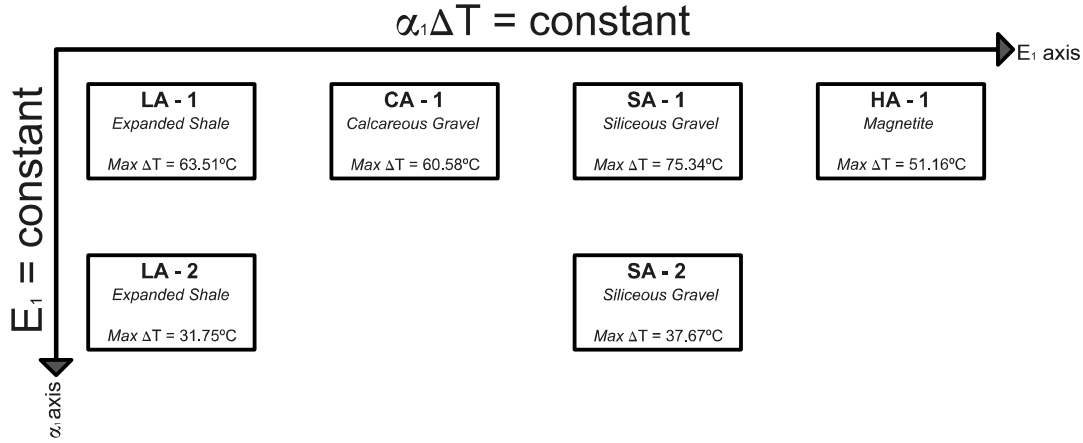 α₁ΔT = constant
E₁ axis
E₁ = constant
LA - 1
Expanded Shale
Max ΔT = 63.51ºC
CA - 1
Calcareous Gravel
Max ΔT = 60.58ºC
SA - 1
Siliceous Gravel
Max ΔT = 75.34ºC
HA - 1
Magnetite
Max ΔT = 51.16ºC
LA - 2
Expanded Shale
Max ΔT = 31.75ºC
SA - 2
Siliceous Gravel
Max ΔT = 37.67ºC
α₁ axis